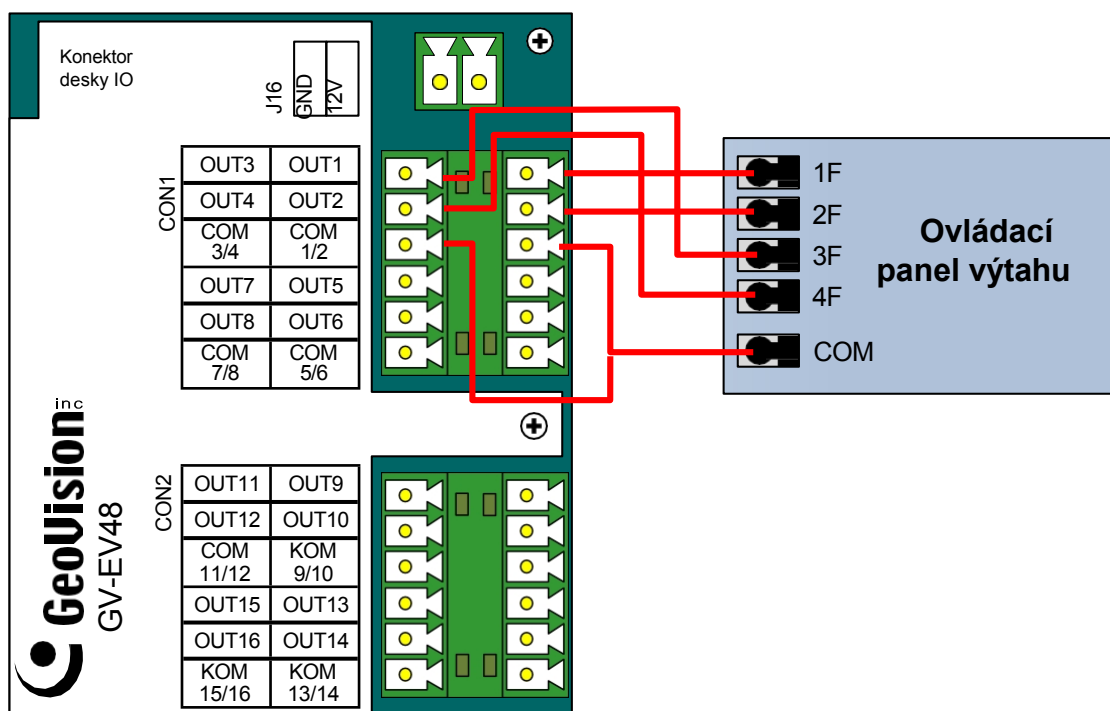 Konektor
desky IO
J16
GND
12V
CON1
OUT3 OUT1
OUT4 OUT2
COM COM
3/4 1/2
OUT7 OUT5
OUT8 OUT6
COM COM
7/8 5/6
1F
2F
3F
4F
COM
Ovládací
panel výtahu
GeoVision
inc
GV-EV48
CON2
OUT11 OUT9
OUT12 OUT10
COM KOM
11/12 9/10
OUT15 OUT13
OUT16 OUT14
KOM KOM
15/16 13/14